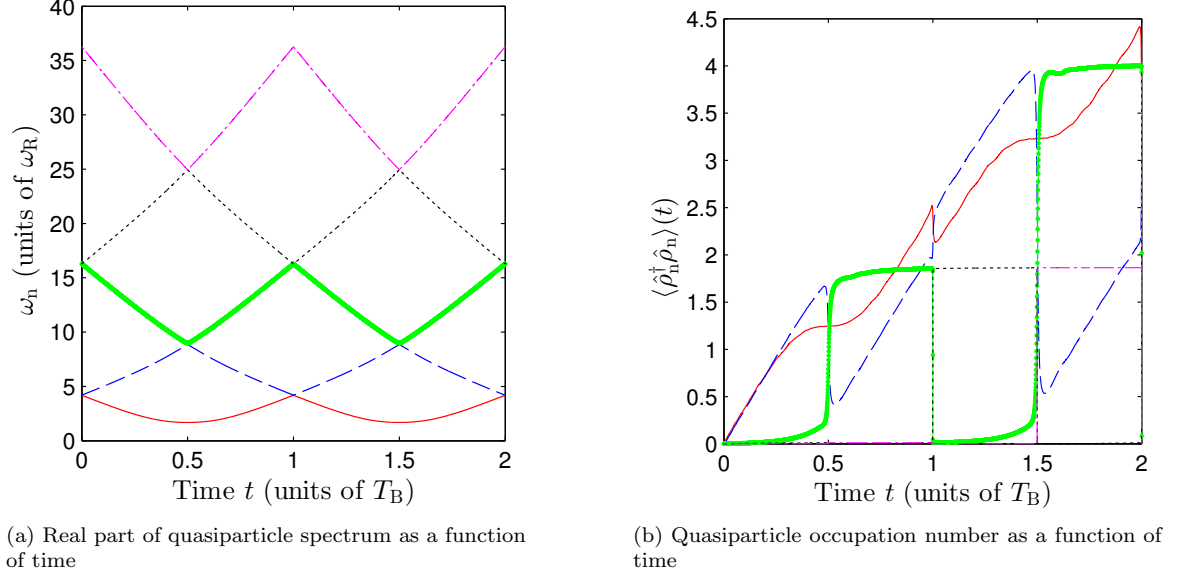 40
35
30
25
20
15
10
5
0
ωn (units of ωR)
0 0.5 1 1.5 2
Time t (units of TB)
(a) Real part of quasiparticle spectrum as a function
of time
4.5
4
3.5
3
2.5
2
1.5
1
0.5
0
⟨ρ̂n†ρ̂n⟩(t)
0 0.5 1 1.5 2
Time t (units of TB)
(b) Quasiparticle occupation number as a function of
time